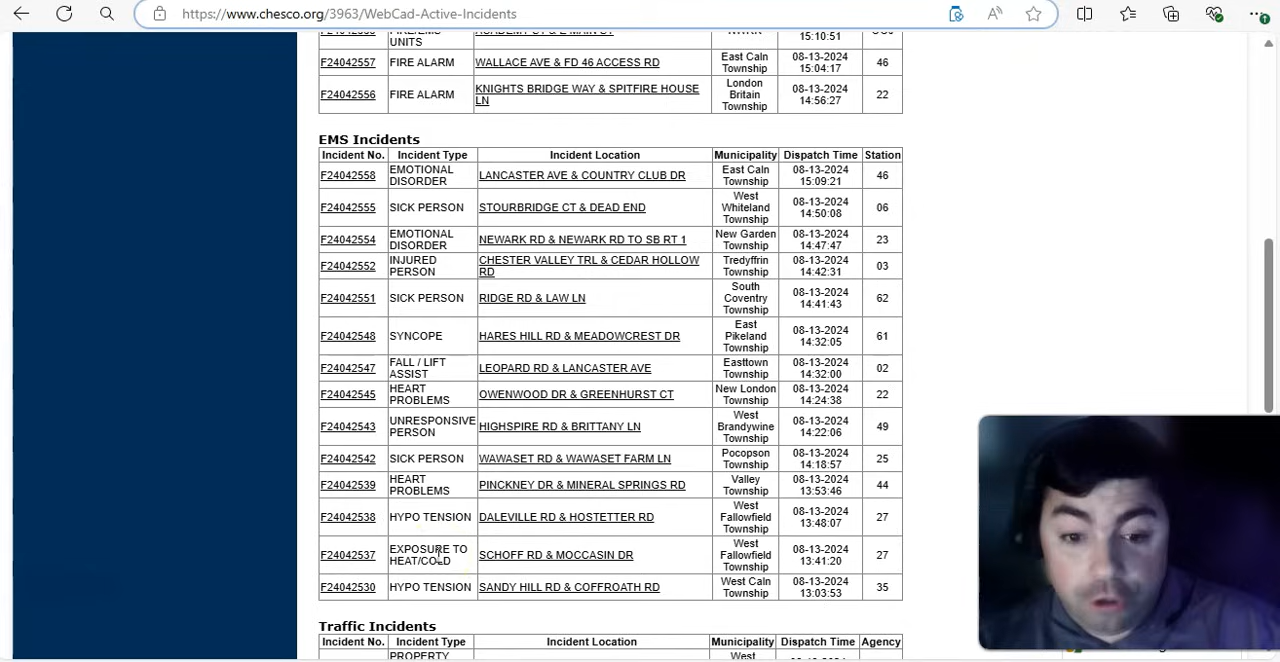 https://www.chesco.org/3963/WebCad-Active-Incidents
UNITS 15:10:51
F24042557 FIRE ALARM WALLACE AVE & FD 46 ACCESS RD East Caln Township 08-13-2024 15:04:17 46
F24042556 FIRE ALARM KNIGHTS BRIDGE WAY & SPITFIRE HOUSE LN London Britain Township 08-13-2024 14:56:27 22
EMS Incidents
Incident No. Incident Type Incident Location Municipality Dispatch Time Station
F24042558 EMOTIONAL DISORDER LANCASTER AVE & COUNTRY CLUB DR East Caln Township 08-13-2024 15:09:21 46
F24042555 SICK PERSON STOURBRIDGE CT & DEAD END West Whiteland Township 08-13-2024 14:50:08 06
F24042554 EMOTIONAL DISORDER NEWARK RD & NEWARK RD TO SB RT 1 New Garden Township 08-13-2024 14:47:47 23
F24042552 INJURED PERSON CHESTER VALLEY TRL & CEDAR HOLLOW RD Tredyffrin Township 08-13-2024 14:42:31 03
F24042551 SICK PERSON RIDGE RD & LAW LN South Coventry Township 08-13-2024 14:41:43 62
F24042548 SYNCOPE HARES HILL RD & MEADOWCREST DR East Pikeland Township 08-13-2024 14:32:05 61
F24042547 FALL / LIFT ASSIST LEOPARD RD & LANCASTER AVE Easttown Township 08-13-2024 14:32:00 02
F24042545 HEART PROBLEMS OWENWOOD DR & GREENHURST CT New London Township 08-13-2024 14:24:38 22
F24042543 UNRESPONSIVE PERSON HIGHSPIRE RD & BRITTANY LN West Brandywine Township 08-13-2024 14:22:06 49
F24042542 SICK PERSON WAWASET RD & WAWASET FARM LN Pocopson Township 08-13-2024 14:18:57 25
F24042539 HEART PROBLEMS PINCKNEY DR & MINERAL SPRINGS RD Valley Township 08-13-2024 13:53:46 44
F24042538 HYPO TENSION DALEVILLE RD & HOSTETTER RD West Fallowfield Township 08-13-2024 13:48:07 27
F24042537 EXPOSURE TO HEAT/COLD SCHOFF RD & MOCCASIN DR West Fallowfield Township 08-13-2024 13:41:20 27
F24042530 HYPO TENSION SANDY HILL RD & COFFROATH RD West Caln Township 08-13-2024 13:03:53 35
Traffic Incidents
Incident No. Incident Type Incident Location Municipality Dispatch Time Agency
PROPERTY West